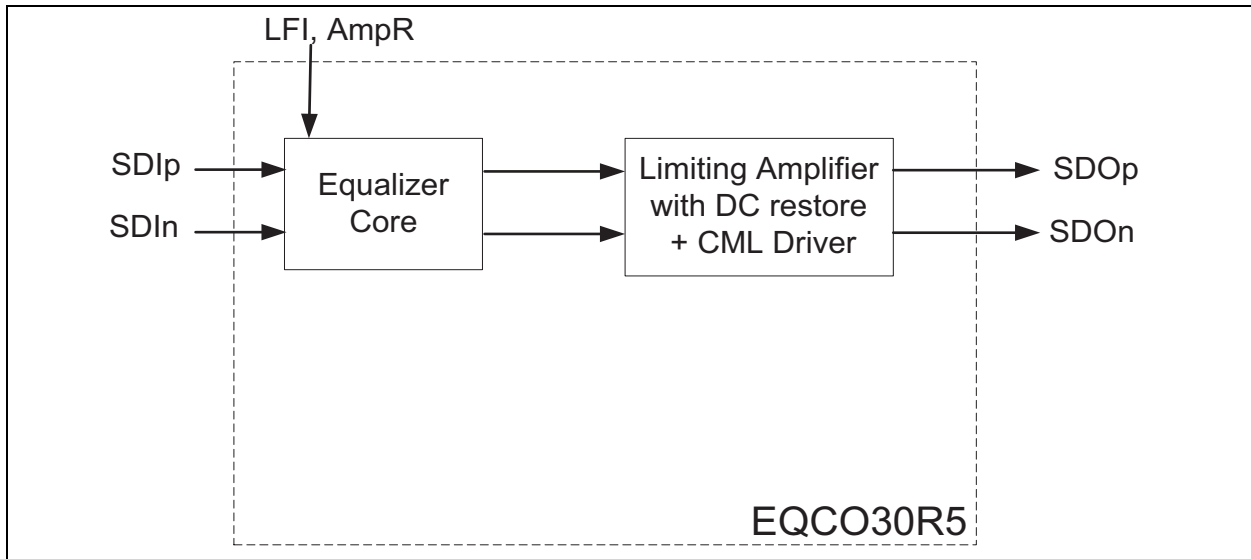 LFI, AmpR
SDIp
SDIn
Equalizer
Core
Limiting Amplifier
with DC restore
+ CML Driver
SDOp
SDOn
EQCO30R5